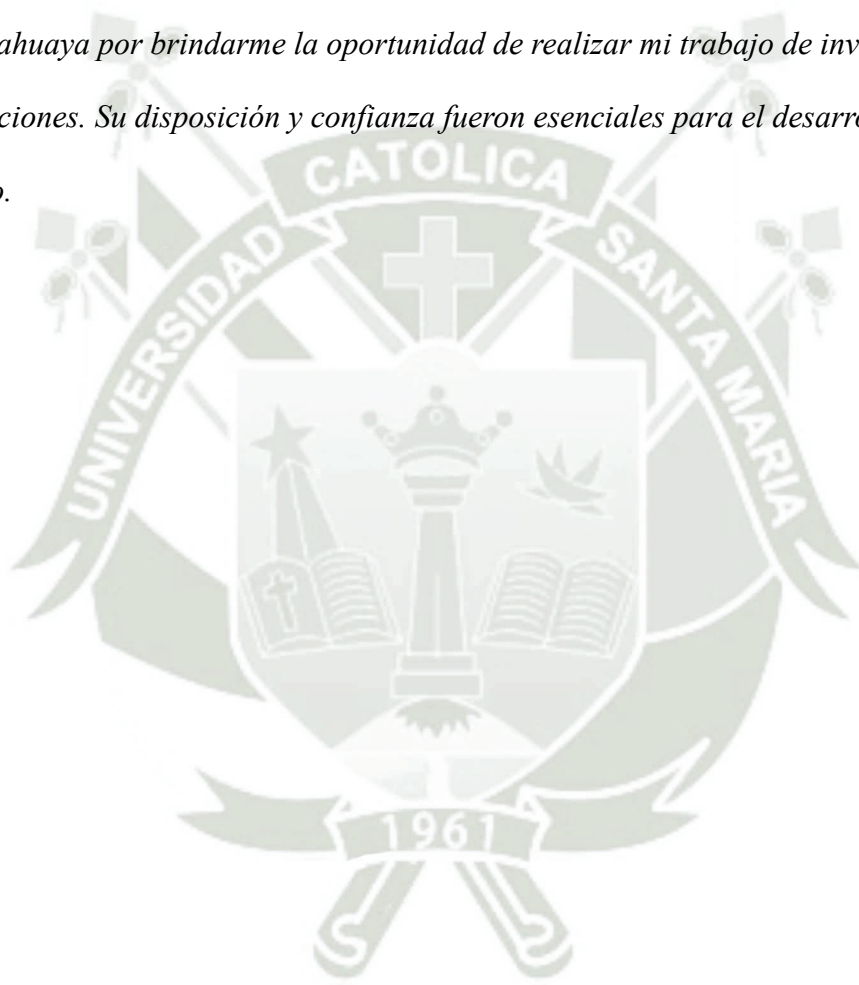 ahuaya por brindarme la oportunidad de realizar mi trabajo de inv
ciones. Su disposición y confianza fueron esenciales para el desarr
o.
CATOLICA
UNIVERSIDAD
SANTA MARIA
1961